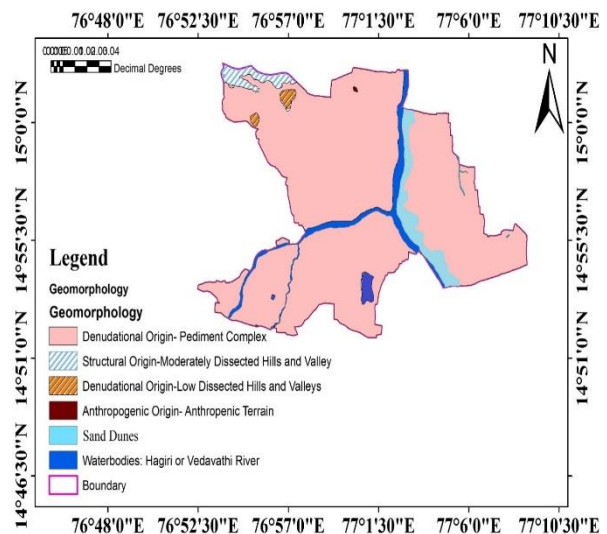 76°48'0"E 76°52'30"E 76°57'0"E 77°1'30"E 77°6'0"E 77°10'30"E
Decimal Degrees
N
15°0'0"N 15°0'0"N
14°55'30"N 14°55'30"N
14°51'0"N 14°51'0"N
14°46'30"N 14°46'30"N
Legend
Geomorphology
Geomorphology
Denudational Origin- Pediment Complex
Structural Origin-Moderately Dissected Hills and Valley
Denudational Origin-Low Dissected Hills and Valleys
Anthropogenic Origin- Anthropenic Terrain
Sand Dunes
Waterbodies: Hagiri or Vedavathi River
Boundary
76°48'0"E 76°52'30"E 76°57'0"E 77°1'30"E 77°6'0"E 77°10'30"E